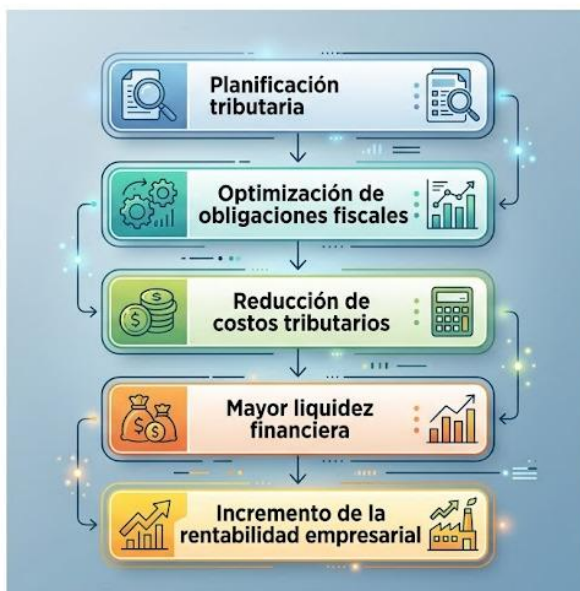 Planificación
tributaria
Optimización de
obligaciones fiscales
Reducción de
costos tributarios
Mayor liquidez
financiera
Incremento de la
rentabilidad empresarial